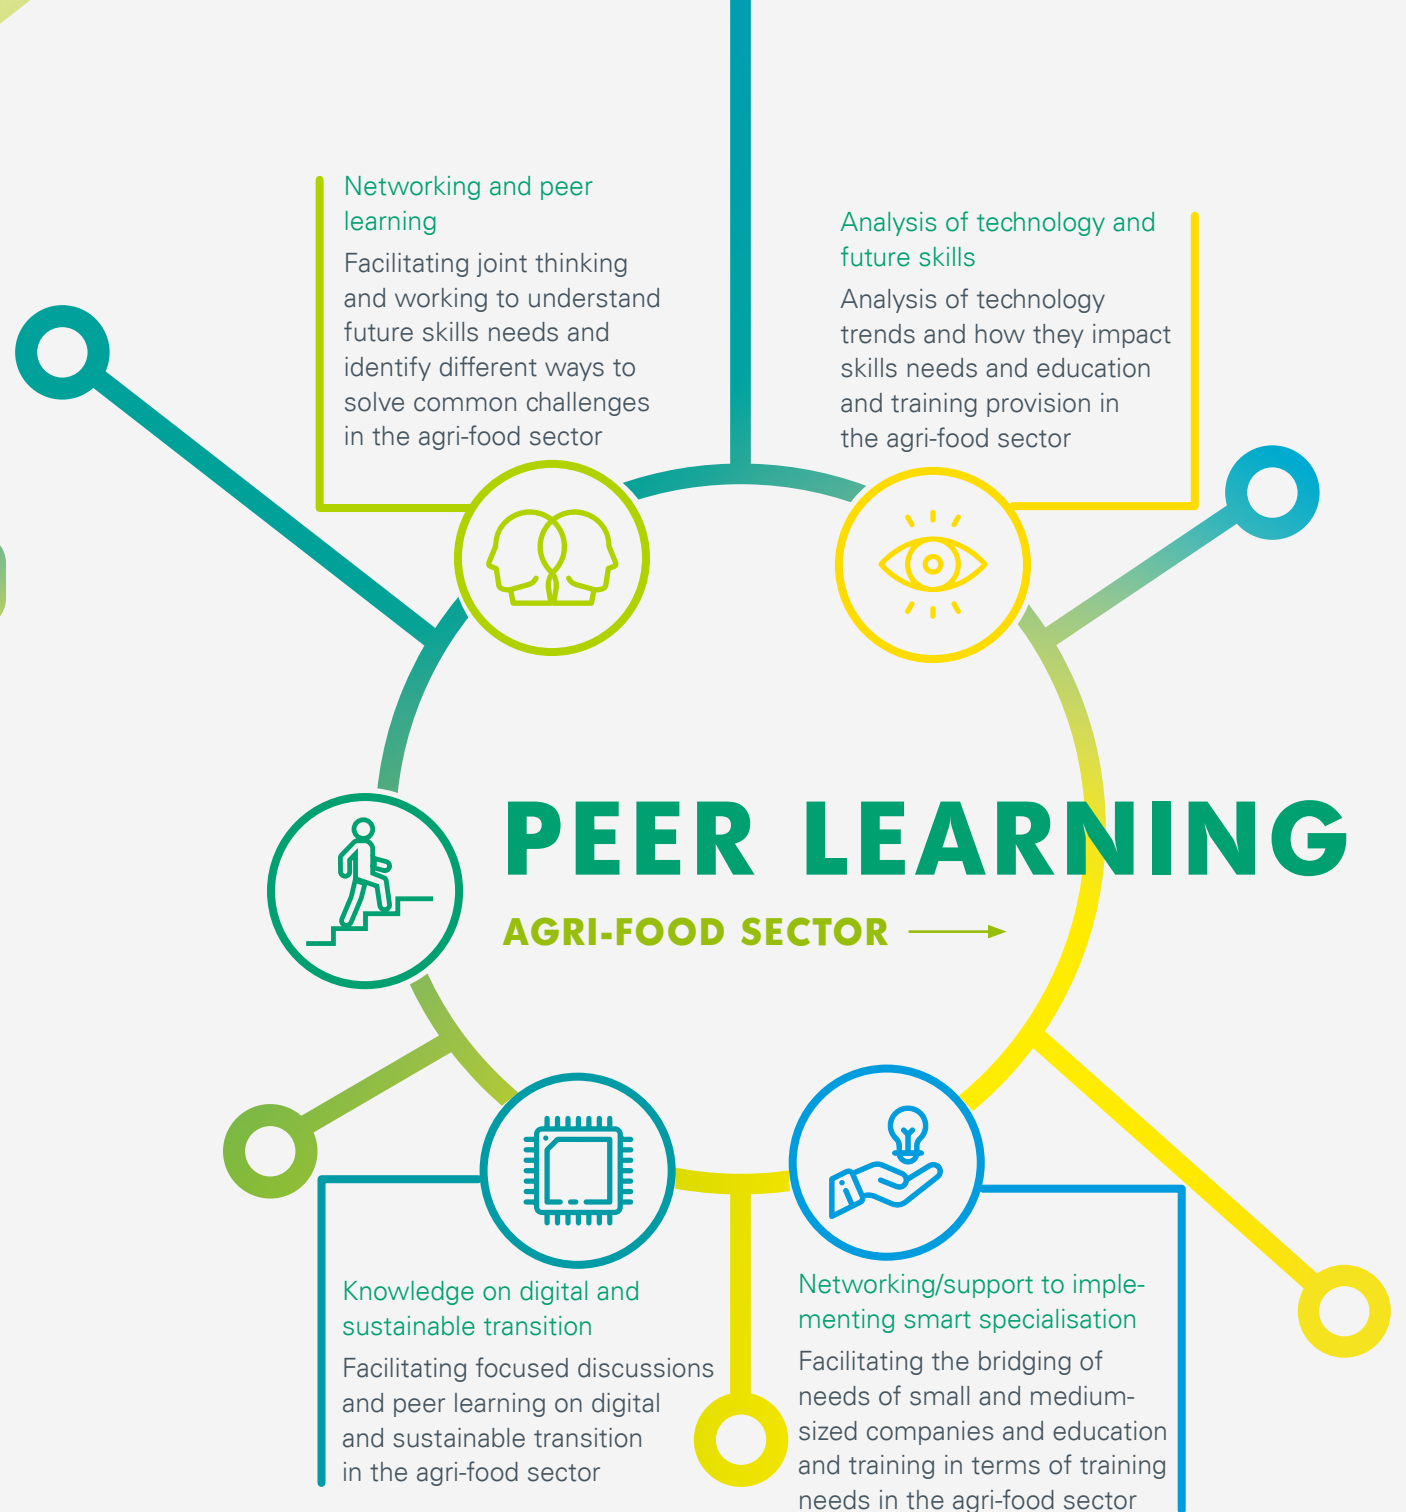 Networking and peer
learning
Facilitating joint thinking
and working to understand
future skills needs and
identify different ways to
solve common challenges
in the agri-food sector
Analysis of technology and
future skills
Analysis of technology
trends and how they impact
skills needs and education
and training provision in
the agri-food sector
PEER LEARNING
AGRI-FOOD SECTOR
Knowledge on digital and
sustainable transition
Facilitating focused discussions
and peer learning on digital
and sustainable transition
in the agri-food sector
Networking/support to imple-
menting smart specialisation
Facilitating the bridging of
needs of small and medium-
sized companies and education
and training in terms of training
needs in the agri-food sector